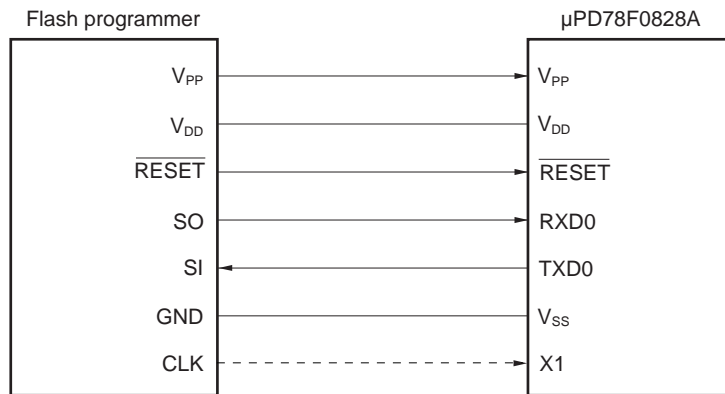 Flash programmer μPD78F0828A
VPP VPP
VDD VDD
RESET RESET
SO RXD0
SI TXD0
GND VSS
CLK X1